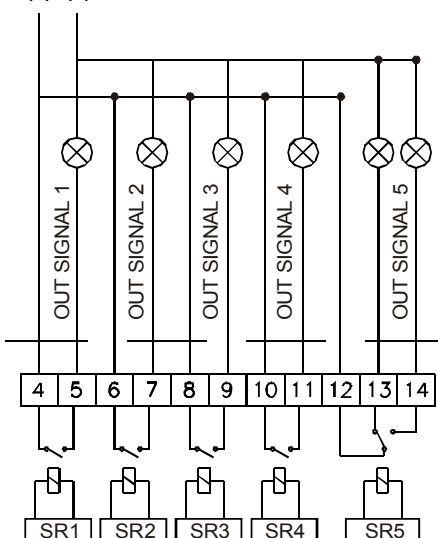 OUT SIGNAL 1
OUT SIGNAL 2
OUT SIGNAL 3
OUT SIGNAL 4
OUT SIGNAL 5
4 5 6 7 8 9 10 11 12 13 14
SR1 SR2 SR3 SR4 SR5